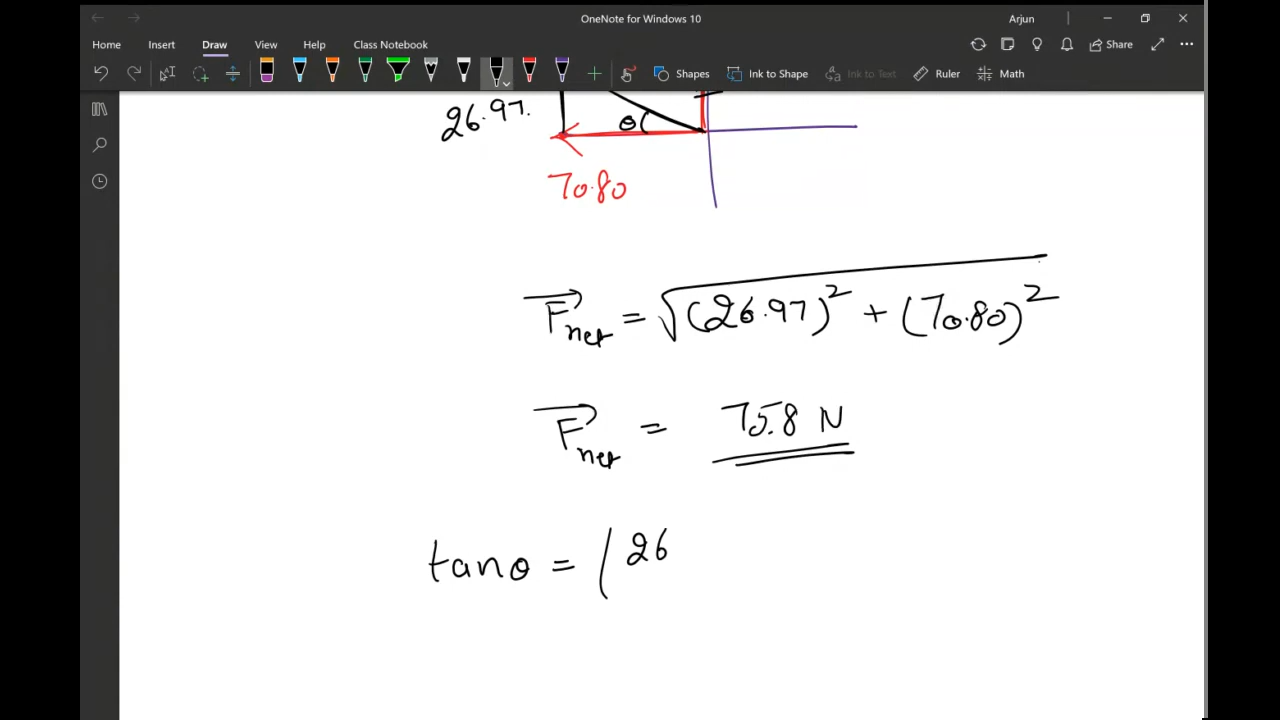 OneNote for Windows 10
Arjun
Home Insert Draw View Help Class Notebook
Share
Shapes Ink to Shape Ink to Text Ruler Math
26.97.
θ
70.80
F⃗net = √(26.97)² + (70.80)²
F⃗net = 75.8 N
tanθ = ( 26